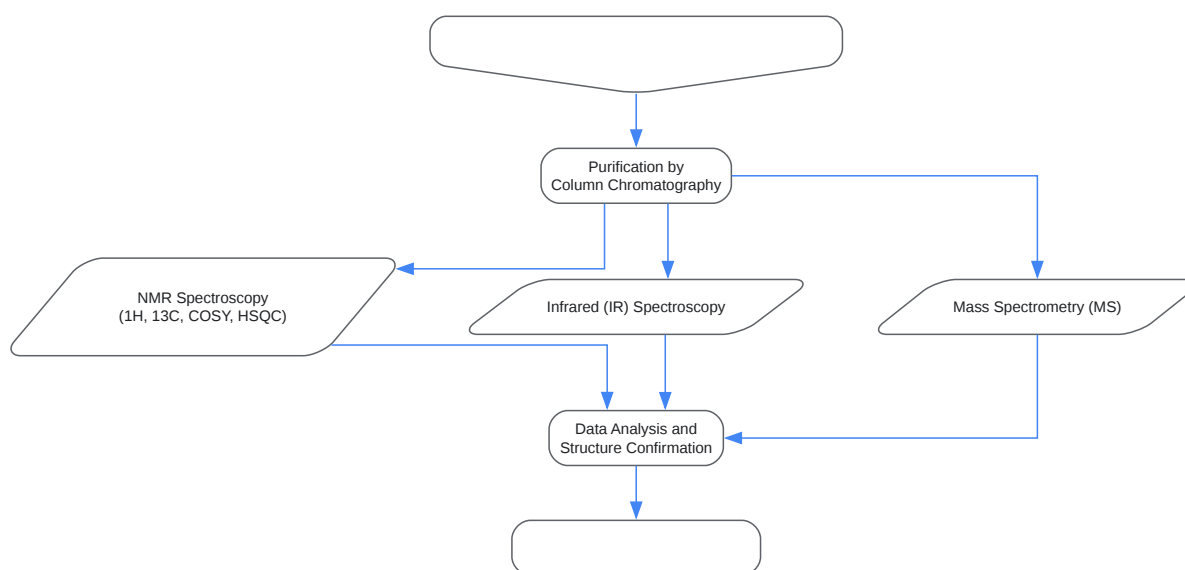 Purification by
Column Chromatography
NMR Spectroscopy
(1H, 13C, COSY, HSQC)
Infrared (IR) Spectroscopy
Mass Spectrometry (MS)
Data Analysis and
Structure Confirmation